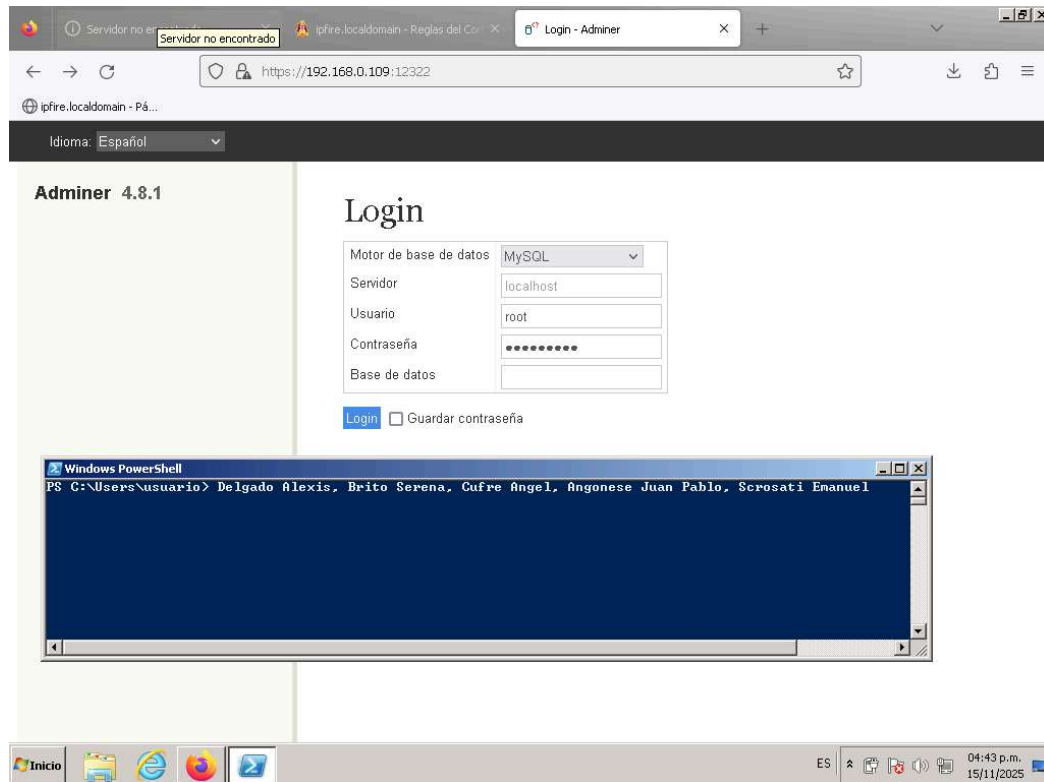 Servidor no en
Servidor no encontrado
ipfire.localdomain - Reglas del Cor
Login - Adminer
https://192.168.0.109:12322
ipfire.localdomain - Pá...
Idioma: Español
Adminer 4.8.1
Login
Motor de base de datos MySQL
Servidor localhost
Usuario root
Contraseña ●●●●●●●●●
Base de datos
Login Guardar contraseña
Windows PowerShell
PS C:\Users\usuario> Delgado Alexis, Brito Serena, Cufre Angel, Angonese Juan Pablo, Scrosati Emanuel
Inicio
ES
04:43 p.m.
15/11/2025